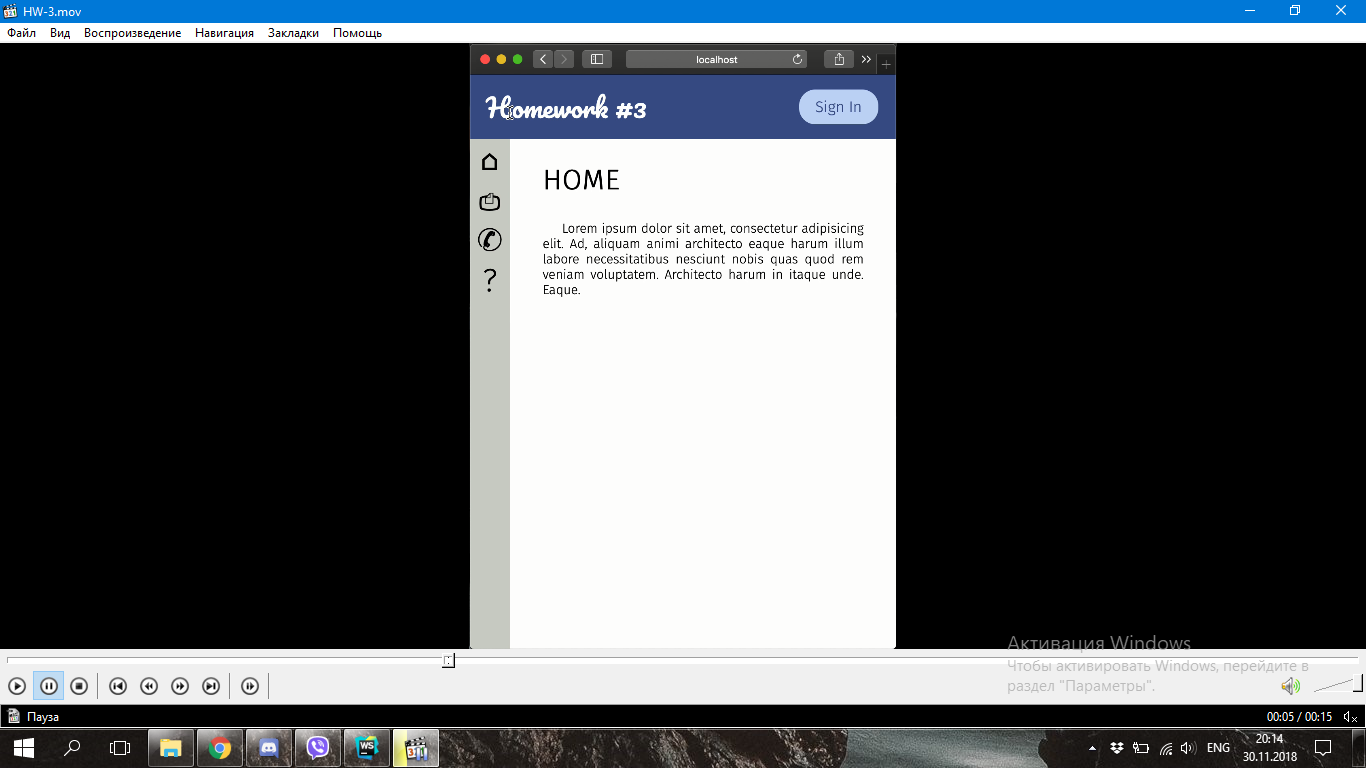 HW-3.mov
Файл Вид Воспроизведение Навигация Закладки Помощь
localhost
Homework #3
Sign In
HOME
Lorem ipsum dolor sit amet, consectetur adipisicing
elit. Ad, aliquam animi architecto eaque harum illum
labore necessitatibus nesciunt nobis quas quod rem
veniam voluptatem. Architecto harum in itaque unde.
Eaque.
?
Активация Windows
Чтобы активировать Windows, перейдите в
раздел "Параметры".
Пауза
00:05 / 00:15
WS
321
ENG
20:14
30.11.2018